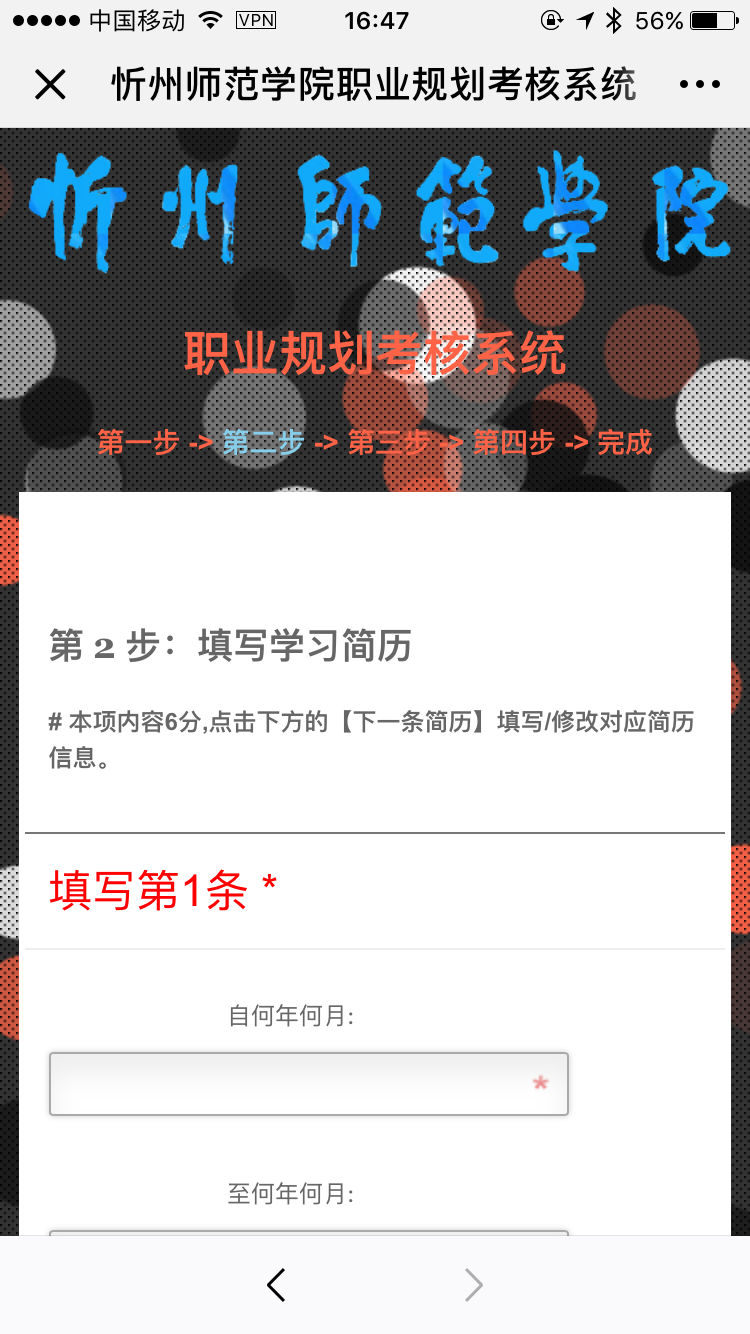 中国移动 VPN 16:47 56%
忻州师范学院职业规划考核系统
忻州師範學院
职业规划考核系统
第一步 -> 第二步 -> 第三步 -> 第四步 -> 完成
第 2 步：填写学习简历
# 本项内容6分,点击下方的【下一条简历】填写/修改对应简历
信息。
填写第1条 *
自何年何月:
*
至何年何月: